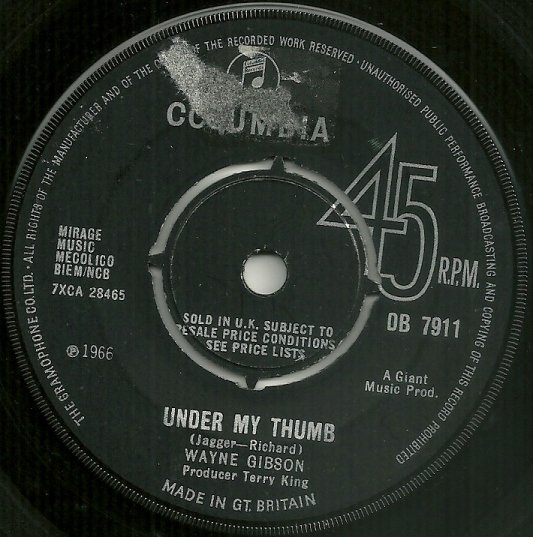 THE GRAMOPHONE CO. LTD. · ALL RIGHTS OF THE MANUFACTURER AND OF THE OF THE RECORDED WORK RESERVED · UNAUTHORISED PUBLIC PERFORMANCE BROADCASTING AND COPYING OF THIS RECORD PROHIBITED
COLUMBIA
45
R.P.M.
MIRAGE
MUSIC
MECOLICO
BIEM/NCB
7XCA 28465
DB 7911
SOLD IN U.K. SUBJECT TO
RESALE PRICE CONDITIONS,
SEE PRICE LISTS
℗ 1966
A Giant
Music Prod.
UNDER MY THUMB
(Jagger—Richard)
WAYNE GIBSON
Producer Terry King
MADE IN GT. BRITAIN